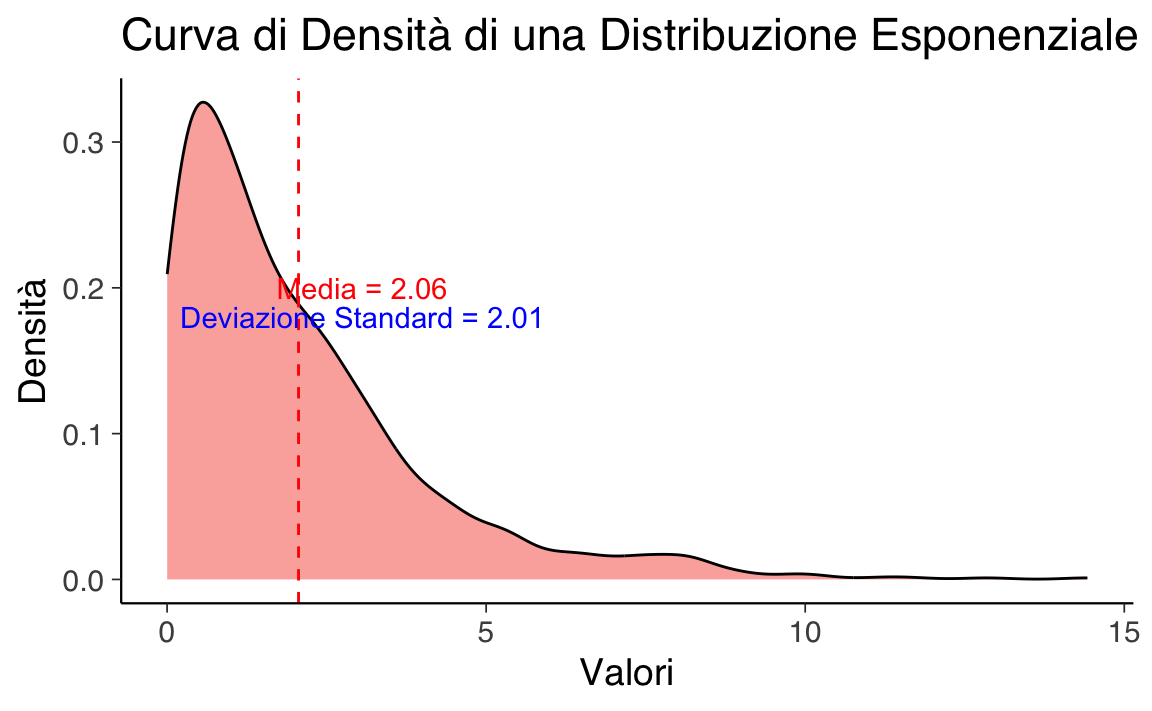 Curva di Densità di una Distribuzione Esponenziale
Densità
0.3
0.2
0.1
0.0
Media = 2.06
Deviazione Standard = 2.01
0
5
10
15
Valori